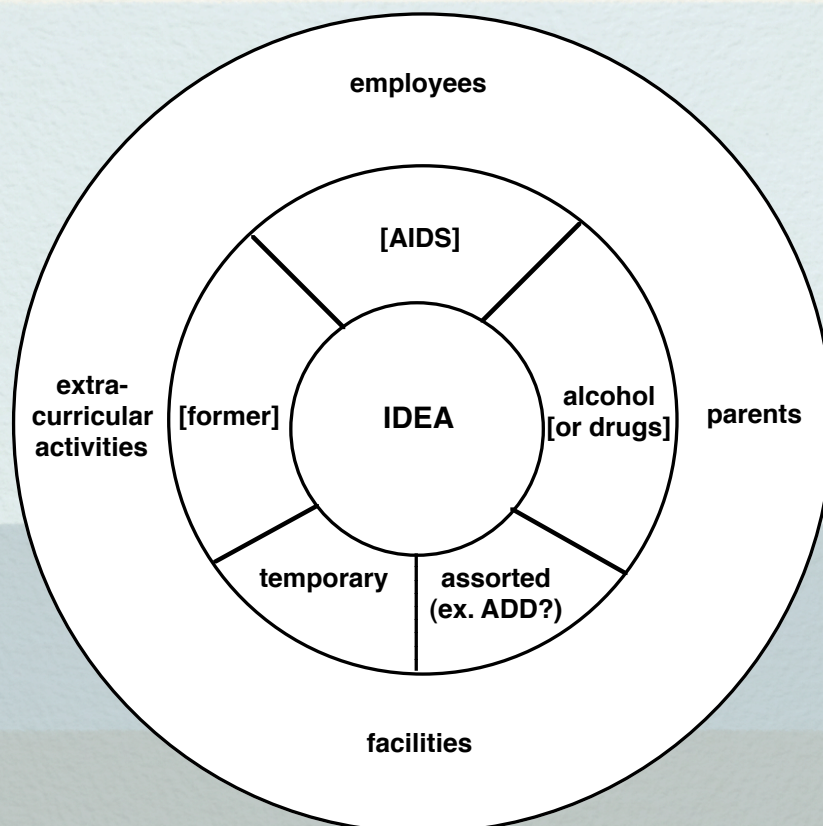 employees
[AIDS]
extra-
curricular
activities
[former]
IDEA
alcohol
[or drugs]
parents
temporary
assorted
(ex. ADD?)
facilities